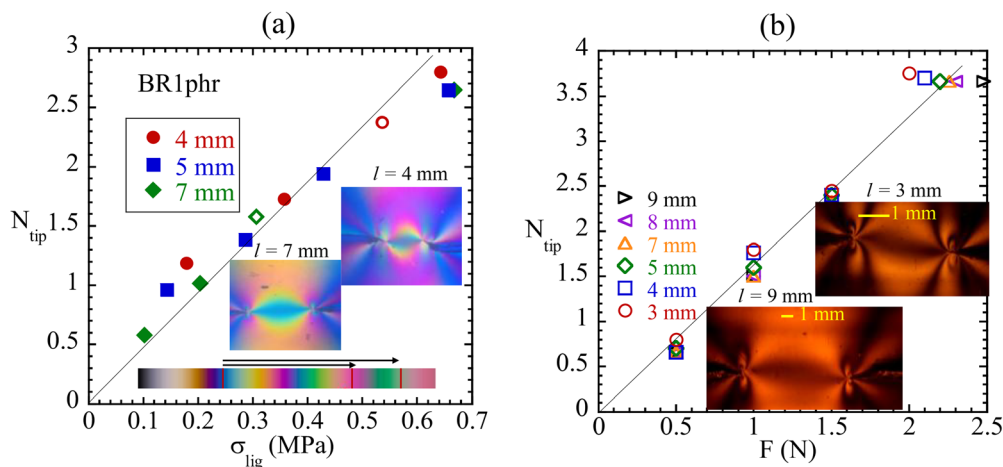 (a)
3
2.5
2
1.5
1
0.5
0
N_tip
BR1phr
4 mm
5 mm
7 mm
l = 4 mm
l = 7 mm
0
0.1
0.2
0.3
0.4
0.5
0.6
0.7
σ_lig (MPa)
(b)
4
3.5
3
2.5
2
1.5
1
0.5
0
N_tip
9 mm
8 mm
7 mm
5 mm
4 mm
3 mm
l = 3 mm
1 mm
l = 9 mm
1 mm
0
0.5
1
1.5
2
2.5
F (N)